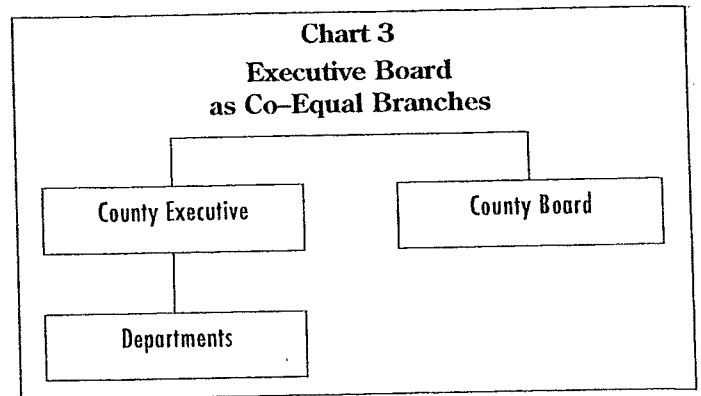 Chart 3
Executive Board
as Co–Equal Branches
County Executive
County Board
Departments